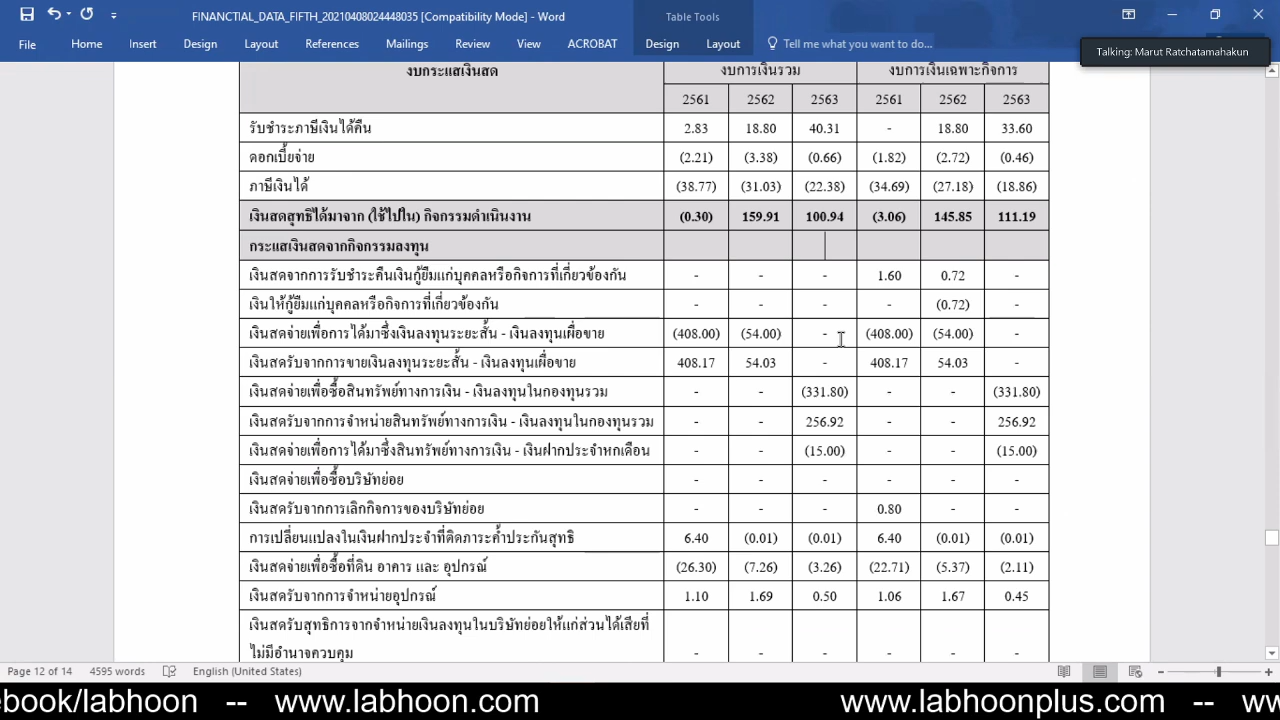 FINANCTIAL_DATA_FIFTH_20210408024448035 [Compatibility Mode] - Word
Table Tools
File Home Insert Design Layout References Mailings Review View ACROBAT Design Layout Tell me what you want to do...
Talking: Marut Ratchatamahakun
งบกระแสเงินสด งบการเงินรวม งบการเงินเฉพาะกิจการ
2561 2562 2563 2561 2562 2563
รับชำระภาษีเงินได้คืน 2.83 18.80 40.31 - 18.80 33.60
ดอกเบี้ยจ่าย (2.21) (3.38) (0.66) (1.82) (2.72) (0.46)
ภาษีเงินได้ (38.77) (31.03) (22.38) (34.69) (27.18) (18.86)
เงินสดสุทธิได้มาจาก (ใช้ไปใน) กิจกรรมดำเนินงาน (0.30) 159.91 100.94 (3.06) 145.85 111.19
กระแสเงินสดจากกิจกรรมลงทุน
เงินสดจากการรับชำระคืนเงินกู้ยืมแก่บุคคลหรือกิจการที่เกี่ยวข้องกัน - - - 1.60 0.72 -
เงินให้กู้ยืมแก่บุคคลหรือกิจการที่เกี่ยวข้องกัน - - - - (0.72) -
เงินสดจ่ายเพื่อการได้มาซึ่งเงินลงทุนระยะสั้น - เงินลงทุนเผื่อขาย (408.00) (54.00) - (408.00) (54.00) -
เงินสดรับจากการขายเงินลงทุนระยะสั้น - เงินลงทุนเผื่อขาย 408.17 54.03 - 408.17 54.03 -
เงินสดจ่ายเพื่อซื้อสินทรัพย์ทางการเงิน - เงินลงทุนในกองทุนรวม - - (331.80) - - (331.80)
เงินสดรับจากการจำหน่ายสินทรัพย์ทางการเงิน - เงินลงทุนในกองทุนรวม - - 256.92 - - 256.92
เงินสดจ่ายเพื่อการได้มาซึ่งสินทรัพย์ทางการเงิน - เงินฝากประจำหกเดือน - - (15.00) - - (15.00)
เงินสดจ่ายเพื่อซื้อบริษัทย่อย - - - - - -
เงินสดรับจากการเลิกกิจการของบริษัทย่อย - - - 0.80 - -
การเปลี่ยนแปลงในเงินฝากประจำที่ติดภาระค้ำประกันสุทธิ 6.40 (0.01) (0.01) 6.40 (0.01) (0.01)
เงินสดจ่ายเพื่อซื้อที่ดิน อาคาร และ อุปกรณ์ (26.30) (7.26) (3.26) (22.71) (5.37) (2.11)
เงินสดรับจากการจำหน่ายอุปกรณ์ 1.10 1.69 0.50 1.06 1.67 0.45
เงินสดรับสุทธิการจากจำหน่ายเงินลงทุนในบริษัทย่อยให้แก่ส่วนได้เสียที่
ไม่มีอำนาจควบคุม - - - - - -
Page 12 of 14 4595 words English (United States)
ebook/labhoon -- www.labhoon.com www.labhoonplus.com -- ww